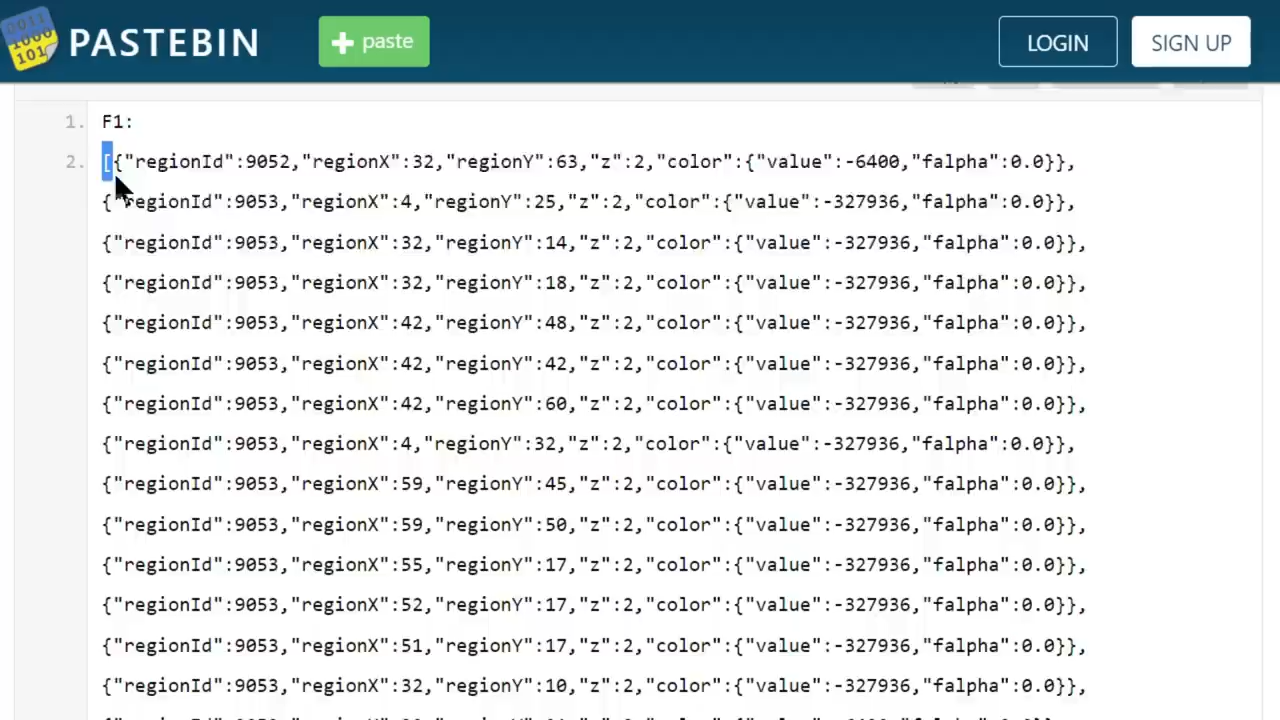 0011
1000
101
PASTEBIN
+ paste
LOGIN
SIGN UP
1. F1:
2. [{"regionId":9052,"regionX":32,"regionY":63,"z":2,"color":{"value":-6400,"falpha":0.0}},
{"regionId":9053,"regionX":4,"regionY":25,"z":2,"color":{"value":-327936,"falpha":0.0}},
{"regionId":9053,"regionX":32,"regionY":14,"z":2,"color":{"value":-327936,"falpha":0.0}},
{"regionId":9053,"regionX":32,"regionY":18,"z":2,"color":{"value":-327936,"falpha":0.0}},
{"regionId":9053,"regionX":42,"regionY":48,"z":2,"color":{"value":-327936,"falpha":0.0}},
{"regionId":9053,"regionX":42,"regionY":42,"z":2,"color":{"value":-327936,"falpha":0.0}},
{"regionId":9053,"regionX":42,"regionY":60,"z":2,"color":{"value":-327936,"falpha":0.0}},
{"regionId":9053,"regionX":4,"regionY":32,"z":2,"color":{"value":-327936,"falpha":0.0}},
{"regionId":9053,"regionX":59,"regionY":45,"z":2,"color":{"value":-327936,"falpha":0.0}},
{"regionId":9053,"regionX":59,"regionY":50,"z":2,"color":{"value":-327936,"falpha":0.0}},
{"regionId":9053,"regionX":55,"regionY":17,"z":2,"color":{"value":-327936,"falpha":0.0}},
{"regionId":9053,"regionX":52,"regionY":17,"z":2,"color":{"value":-327936,"falpha":0.0}},
{"regionId":9053,"regionX":51,"regionY":17,"z":2,"color":{"value":-327936,"falpha":0.0}},
{"regionId":9053,"regionX":32,"regionY":10,"z":2,"color":{"value":-327936,"falpha":0.0}},